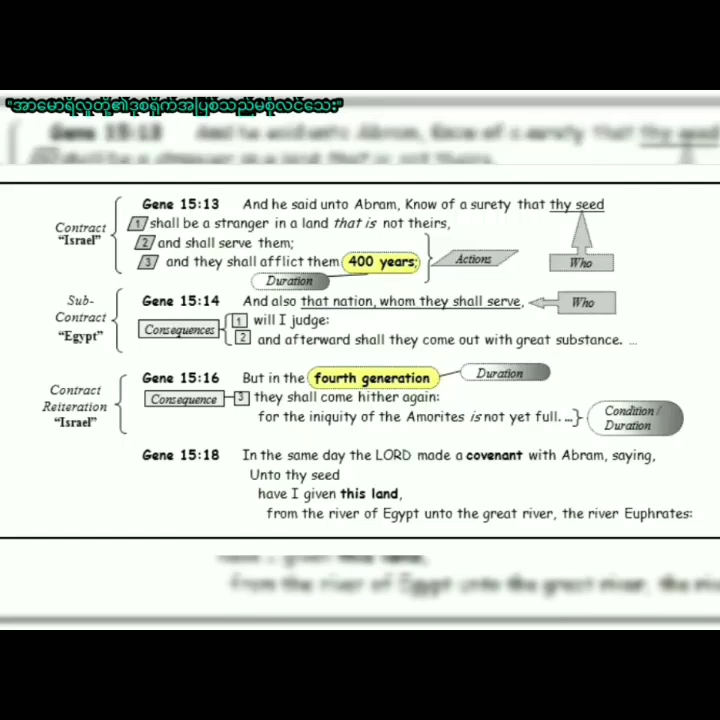 "အာမောရိလူတို့၏ဒုစရိုက်အပြစ်သည်မစုံလင်သေး"
Gene 15:13 And he said unto Abram, Know of a surety that thy seed
1 shall be a stranger in a land that is not theirs,
Contract
"Israel"
2 and shall serve them;
3 and they shall afflict them 400 years;
Actions
Who
Duration
Sub-
Contract
"Egypt"
Gene 15:14 And also that nation, whom they shall serve,
Who
Consequences
1 will I judge:
2 and afterward shall they come out with great substance. ...
Contract
Reiteration
"Israel"
Gene 15:16 But in the fourth generation
Duration
Consequence
3 they shall come hither again:
for the iniquity of the Amorites is not yet full. ...}
Condition /
Duration
Gene 15:18 In the same day the LORD made a covenant with Abram, saying,
Unto thy seed
have I given this land,
from the river of Egypt unto the great river, the river Euphrates: